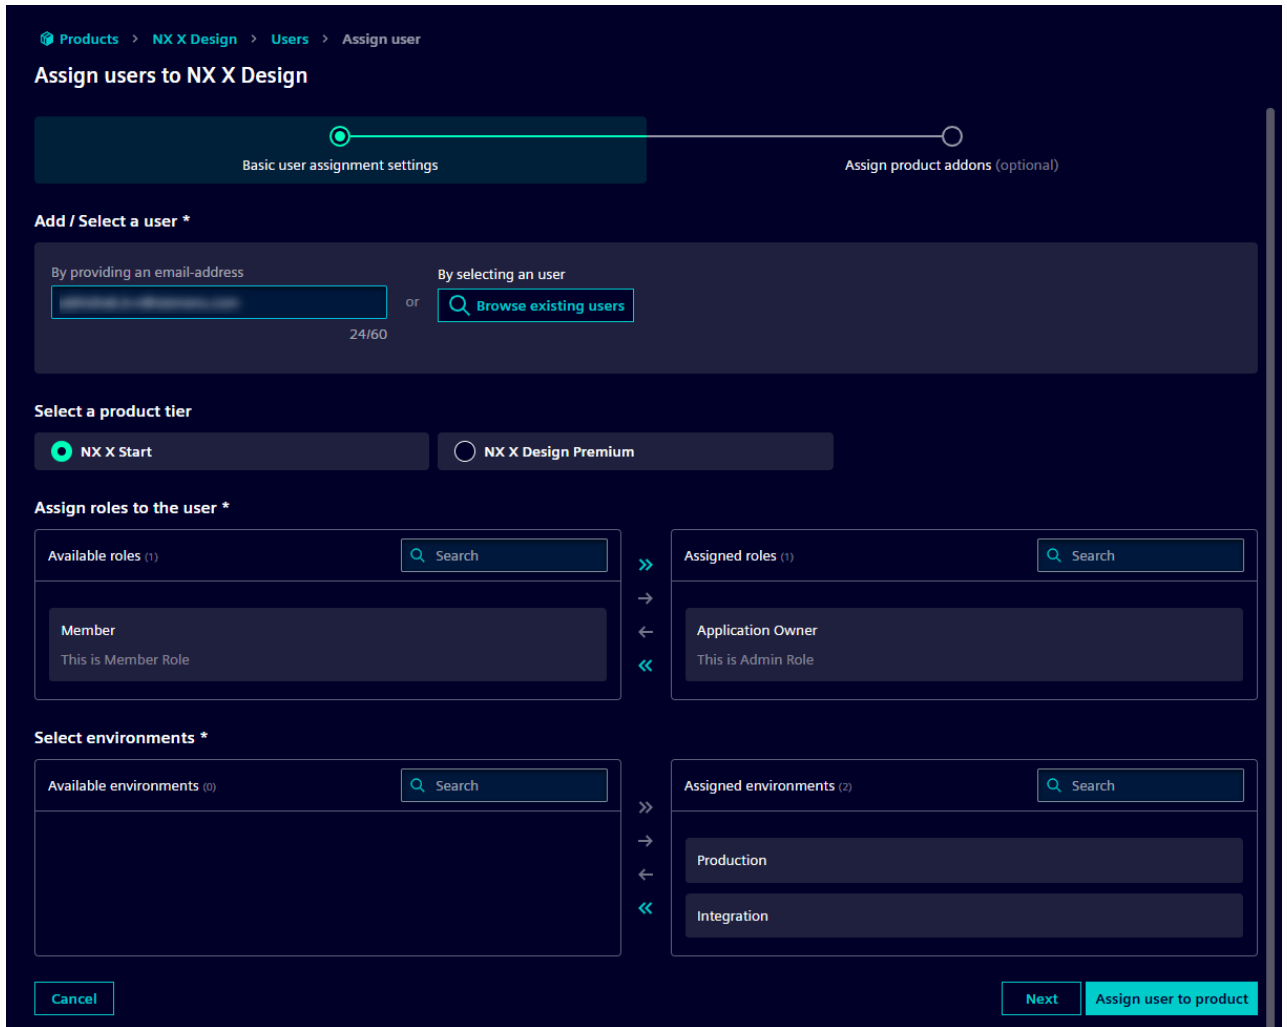 Products > NX X Design > Users > Assign user
Assign users to NX X Design
Basic user assignment settings
Assign product addons (optional)
Add / Select a user *
By providing an email-address
By selecting an user
or
Browse existing users
24/60
Select a product tier
NX X Start
NX X Design Premium
Assign roles to the user *
Available roles (1)
Search
Assigned roles (1)
Search
Member
This is Member Role
Application Owner
This is Admin Role
Select environments *
Available environments (0)
Search
Assigned environments (2)
Search
Production
Integration
Cancel
Next
Assign user to product